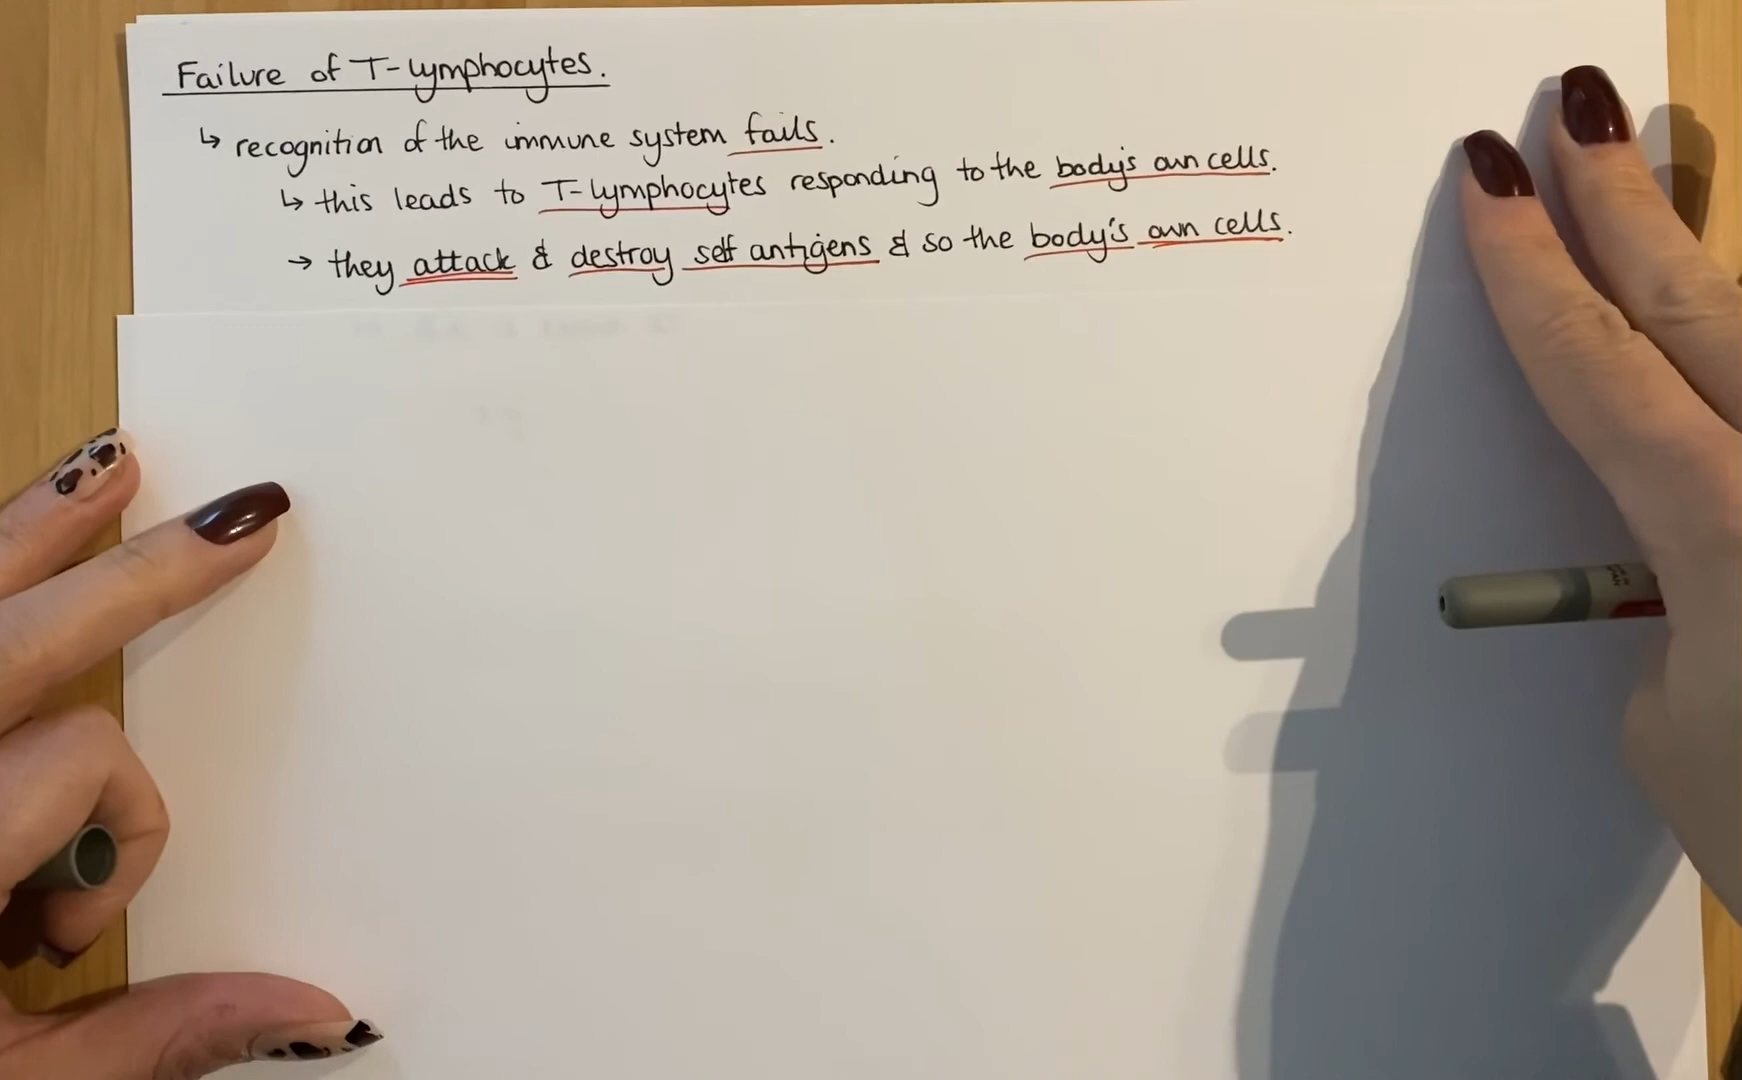 Failure of T-lymphocytes.
↳ recognition of the immune system fails.
↳ this leads to T-lymphocytes responding to the body's own cells.
→ they attack & destroy self antigens & so the body's own cells.